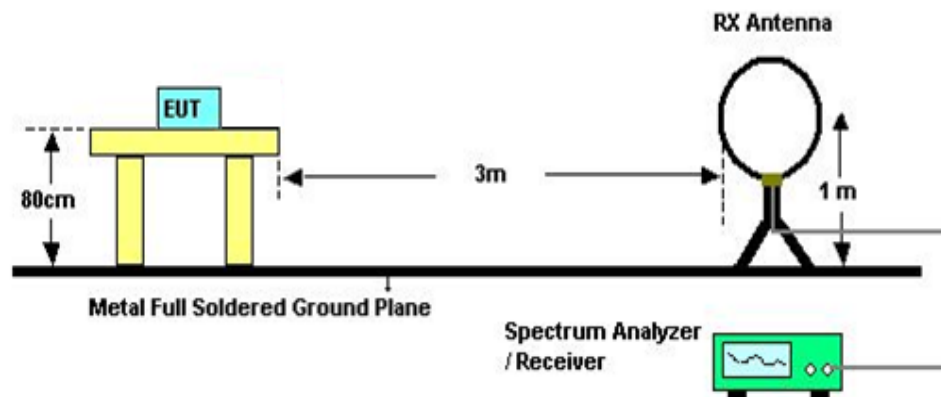 RX Antenna
EUT
80cm
3m
1 m
Metal Full Soldered Ground Plane
Spectrum Analyzer
/ Receiver